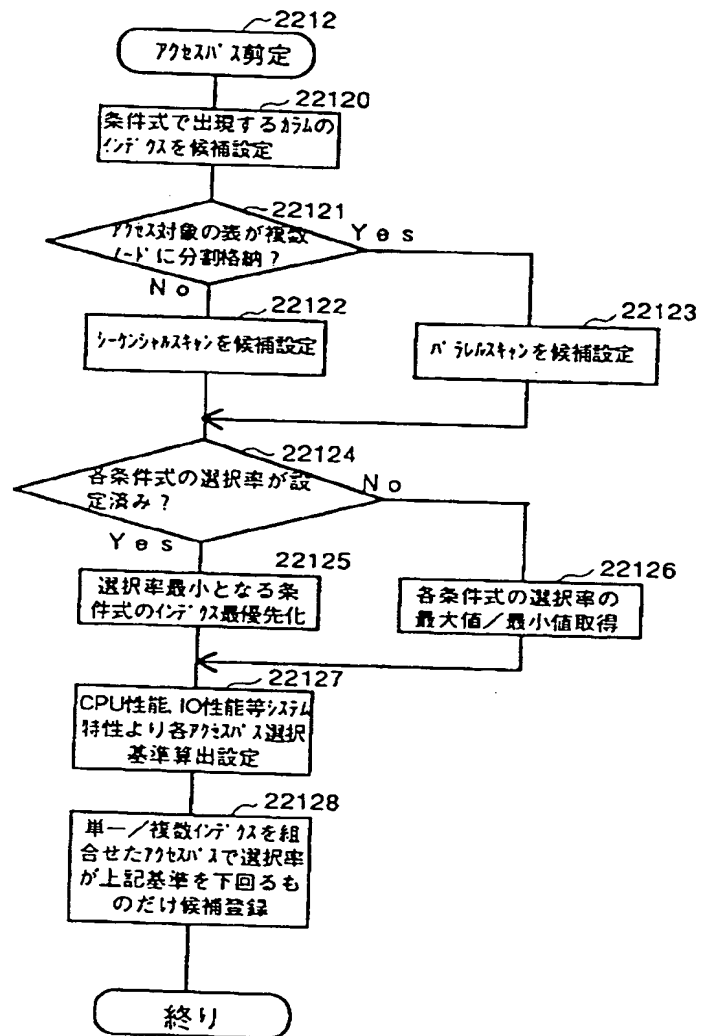 2212
アクセスパス剪定
22120
条件式で出現するカラムの
インデクスを候補設定
22121
アクセス対象の表が複数
ノードに分割格納？
Yes
No
22122
シーケンシャルスキャンを候補設定
22123
パラレルスキャンを候補設定
22124
各条件式の選択率が設
定済み？
No
Yes
22125
選択率最小となる条
件式のインデクス最優先化
22126
各条件式の選択率の
最大値／最小値取得
22127
CPU性能、IO性能等システム
特性より各アクセスパス選択
基準算出設定
22128
単一／複数インデクスを組
合せたアクセスパスで選択率
が上記基準を下回るも
のだけ候補登録
終り